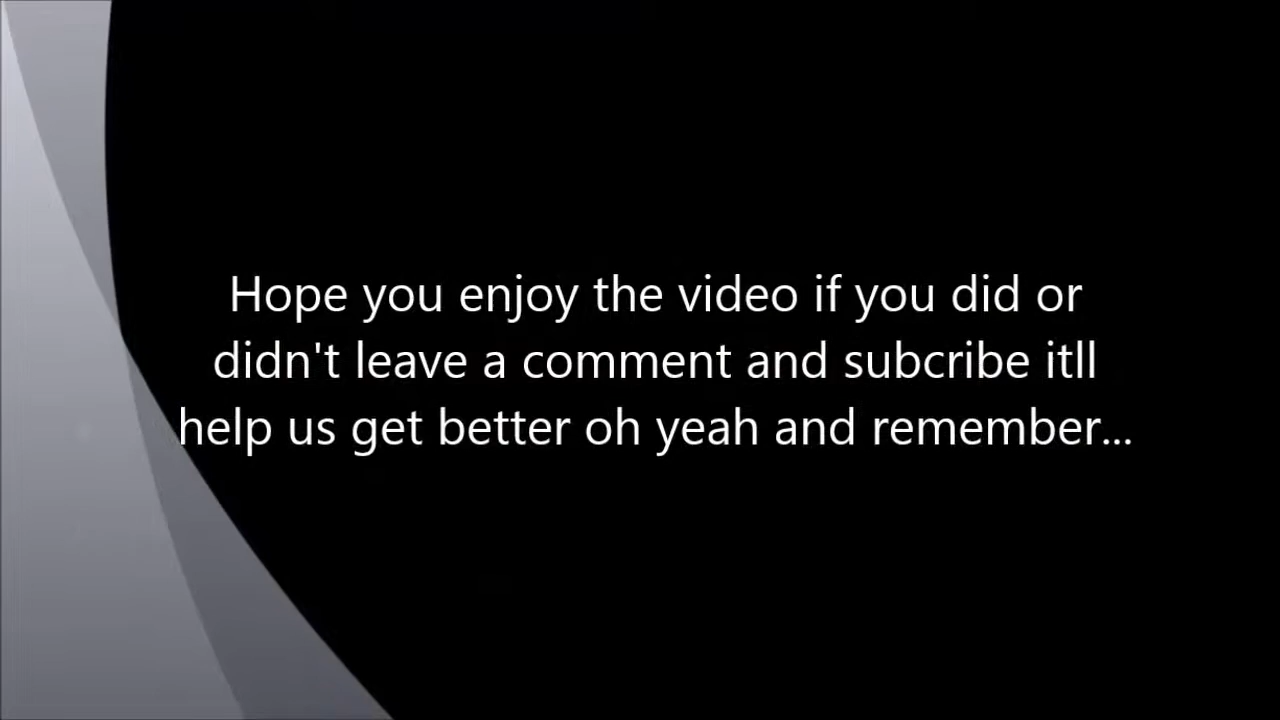 Hope you enjoy the video if you did or
didn't leave a comment and subcribe itll
help us get better oh yeah and remember...